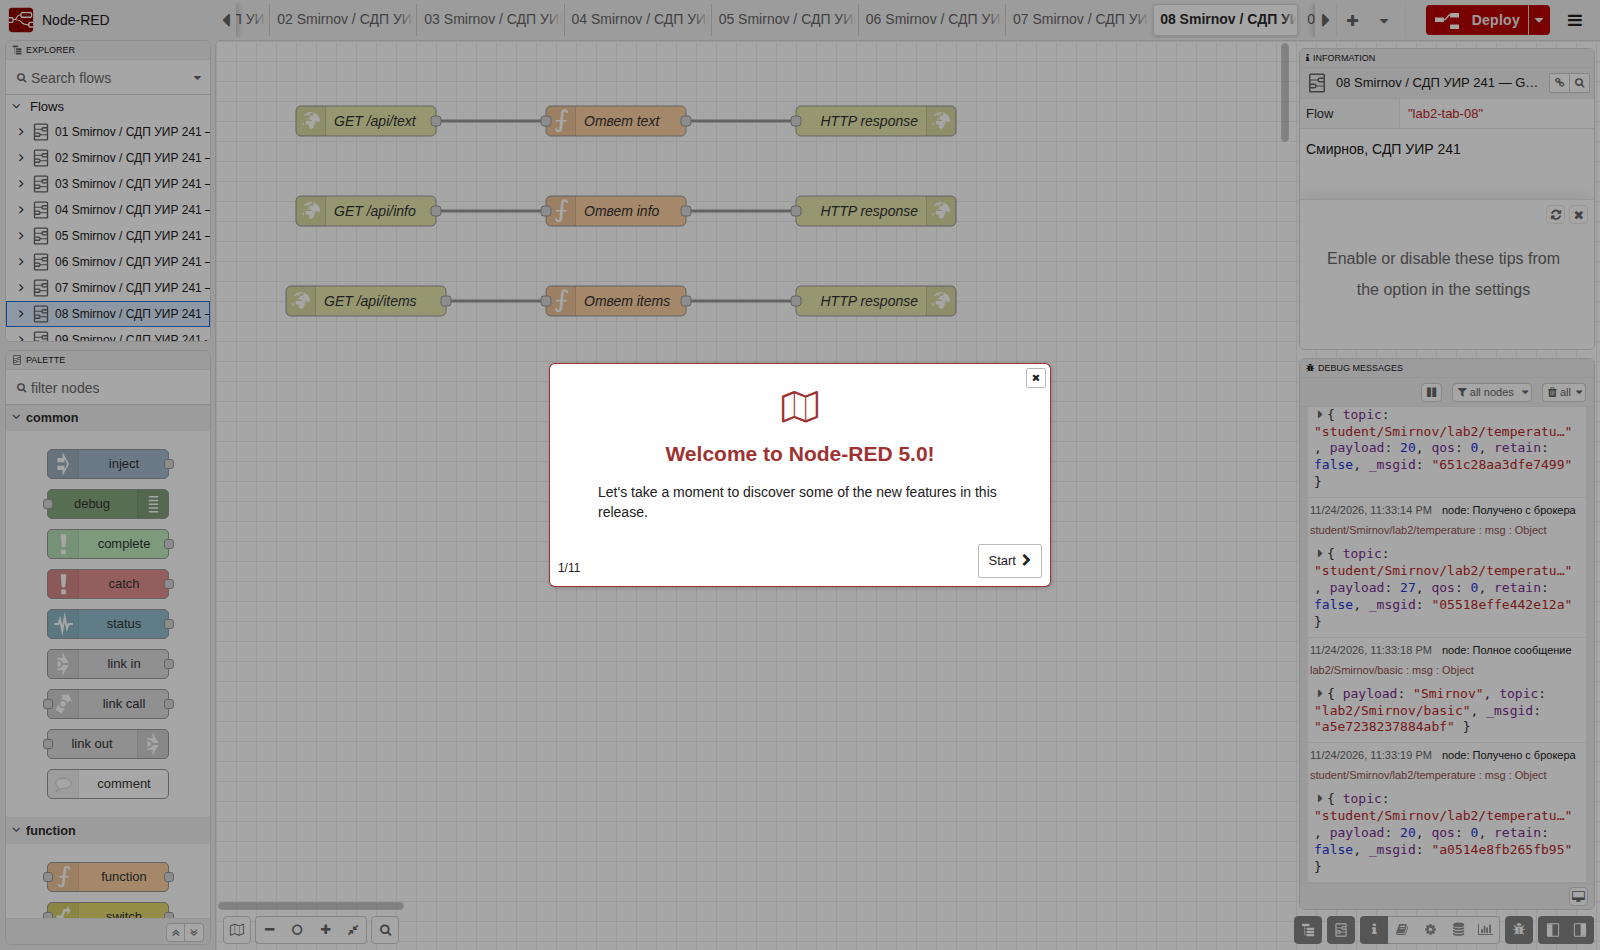 Node-RED
П УИ
02 Smirnov / СДП УИ
03 Smirnov / СДП УИ
04 Smirnov / СДП УИ
05 Smirnov / СДП УИ
06 Smirnov / СДП УИ
07 Smirnov / СДП УИ
08 Smirnov / СДП УИ
0
Deploy
EXPLORER
Search flows
Flows
01 Smirnov / СДП УИР 241 –
02 Smirnov / СДП УИР 241 –
03 Smirnov / СДП УИР 241 –
04 Smirnov / СДП УИР 241 –
05 Smirnov / СДП УИР 241 –
06 Smirnov / СДП УИР 241 –
07 Smirnov / СДП УИР 241 –
08 Smirnov / СДП УИР 241 –
09 Smirnov / СДП УИР 241 -
PALETTE
filter nodes
common
inject
debug
complete
catch
status
link in
link call
link out
comment
function
function
switch
GET /api/text
Ответ text
HTTP response
GET /api/info
Ответ info
HTTP response
GET /api/items
Ответ items
HTTP response
Welcome to Node-RED 5.0!
Let's take a moment to discover some of the new features in this
release.
1/11
Start
INFORMATION
08 Smirnov / СДП УИР 241 — G…
Flow
"lab2-tab-08"
Смирнов, СДП УИР 241
Enable or disable these tips from
the option in the settings
DEBUG MESSAGES
all nodes
all
{ topic:
"student/Smirnov/lab2/temperatu…"
, payload: 20, qos: 0, retain:
false, _msgid: "651c28aa3dfe7499"
}
11/24/2026, 11:33:14 PM node: Получено с брокера
student/Smirnov/lab2/temperature : msg : Object
{ topic:
"student/Smirnov/lab2/temperatu…"
, payload: 27, qos: 0, retain:
false, _msgid: "05518effe442e12a"
}
11/24/2026, 11:33:18 PM node: Полное сообщение
lab2/Smirnov/basic : msg : Object
{ payload: "Smirnov", topic:
"lab2/Smirnov/basic", _msgid:
"a5e7238237884abf" }
11/24/2026, 11:33:19 PM node: Получено с брокера
student/Smirnov/lab2/temperature : msg : Object
{ topic:
"student/Smirnov/lab2/temperatu…"
, payload: 20, qos: 0, retain:
false, _msgid: "a0514e8fb265fb95"
}